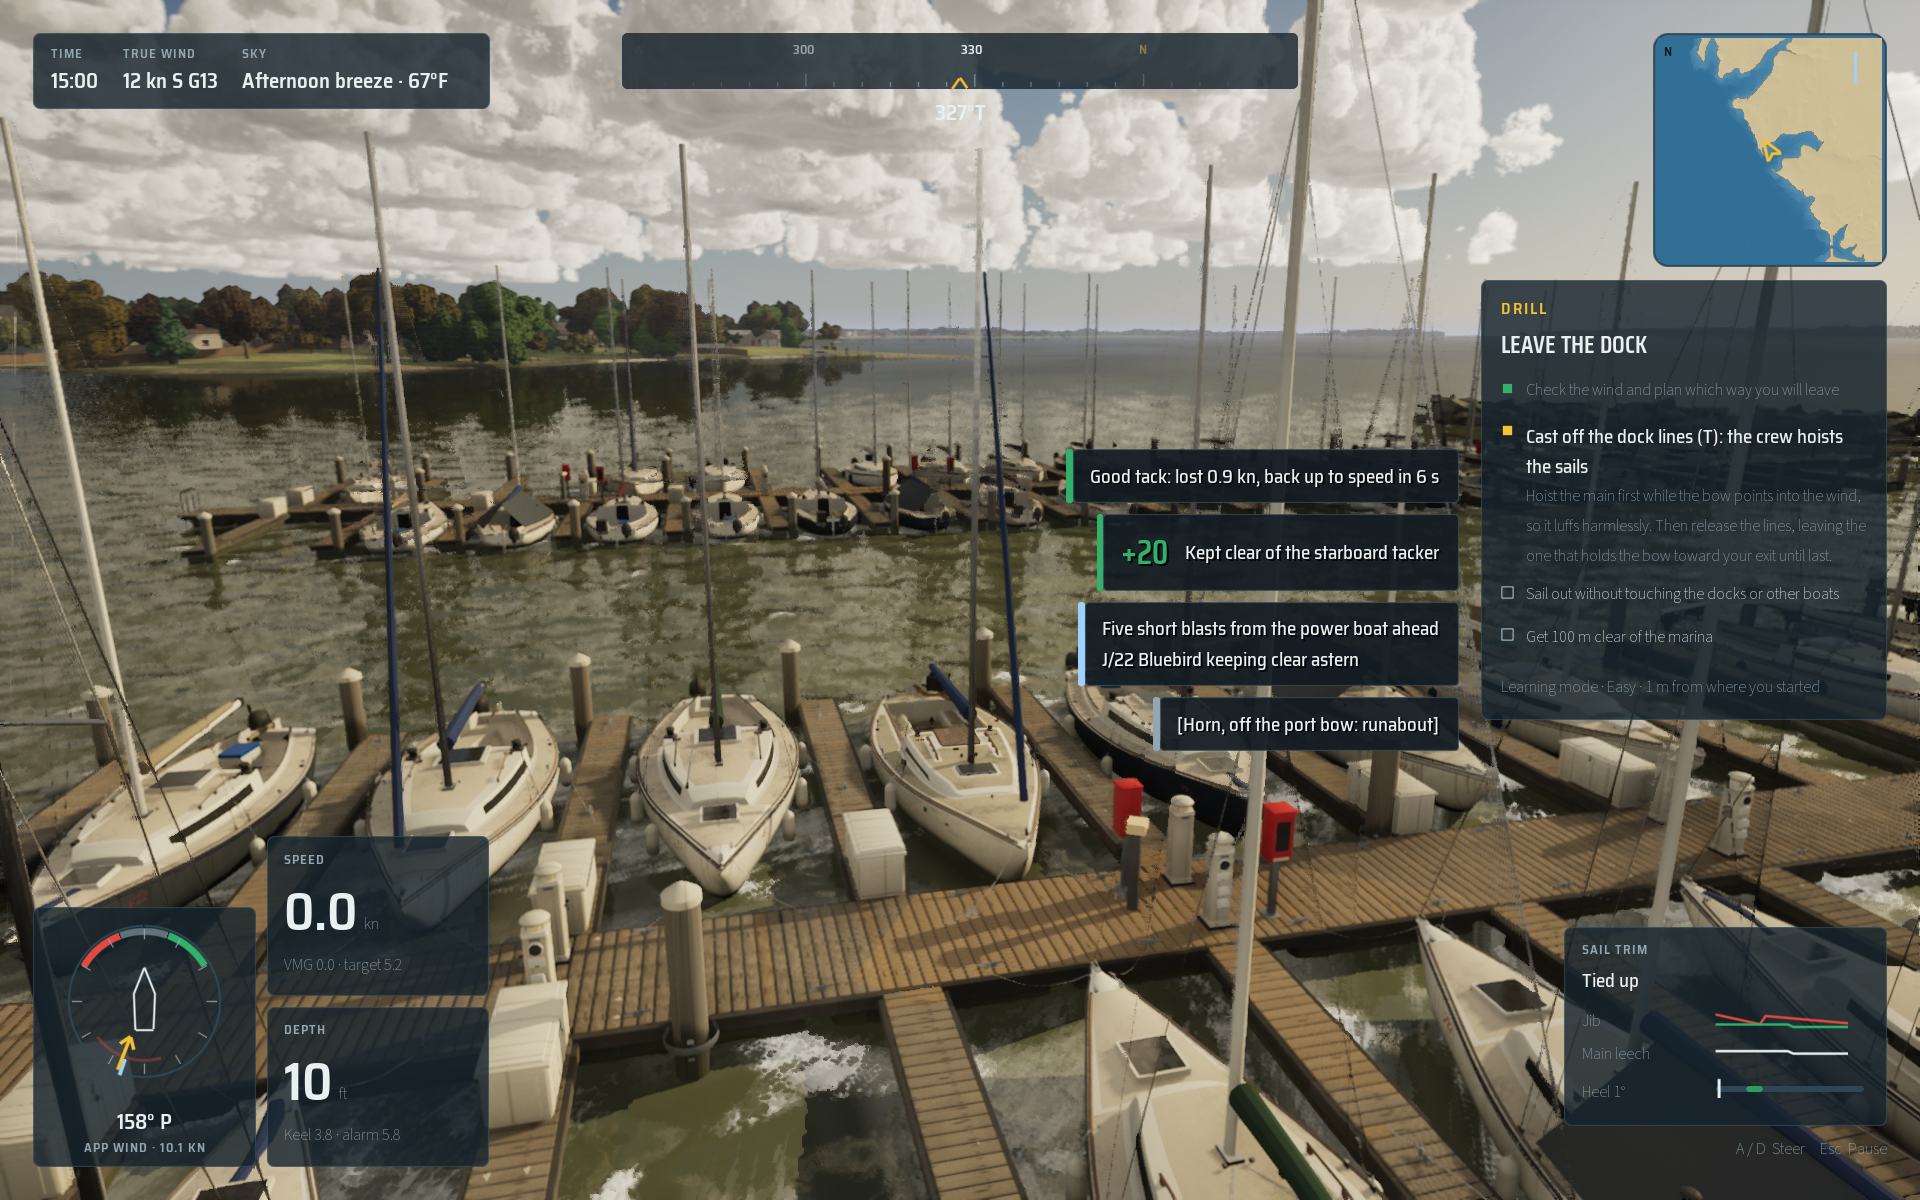 TIME
15:00
TRUE WIND
12 kn S G13
SKY
Afternoon breeze · 67°F
300
330
N
327°T
N
DRILL
LEAVE THE DOCK
Check the wind and plan which way you will leave
Cast off the dock lines (T): the crew hoists
the sails
Hoist the main first while the bow points into the wind,
so it luffs harmlessly. Then release the lines, leaving the
one that holds the bow toward your exit until last.
Sail out without touching the docks or other boats
Get 100 m clear of the marina
Learning mode · Easy · 1 m from where you started
Good tack: lost 0.9 kn, back up to speed in 6 s
+20 Kept clear of the starboard tacker
Five short blasts from the power boat ahead
J/22 Bluebird keeping clear astern
[Horn, off the port bow: runabout]
SPEED
0.0 kn
VMG 0.0 · target 5.2
DEPTH
10 ft
Keel 3.8 · alarm 5.8
158° P
APP WIND · 10.1 KN
SAIL TRIM
Tied up
Jib
Main leech
Heel 1°
A / D Steer Esc Pause